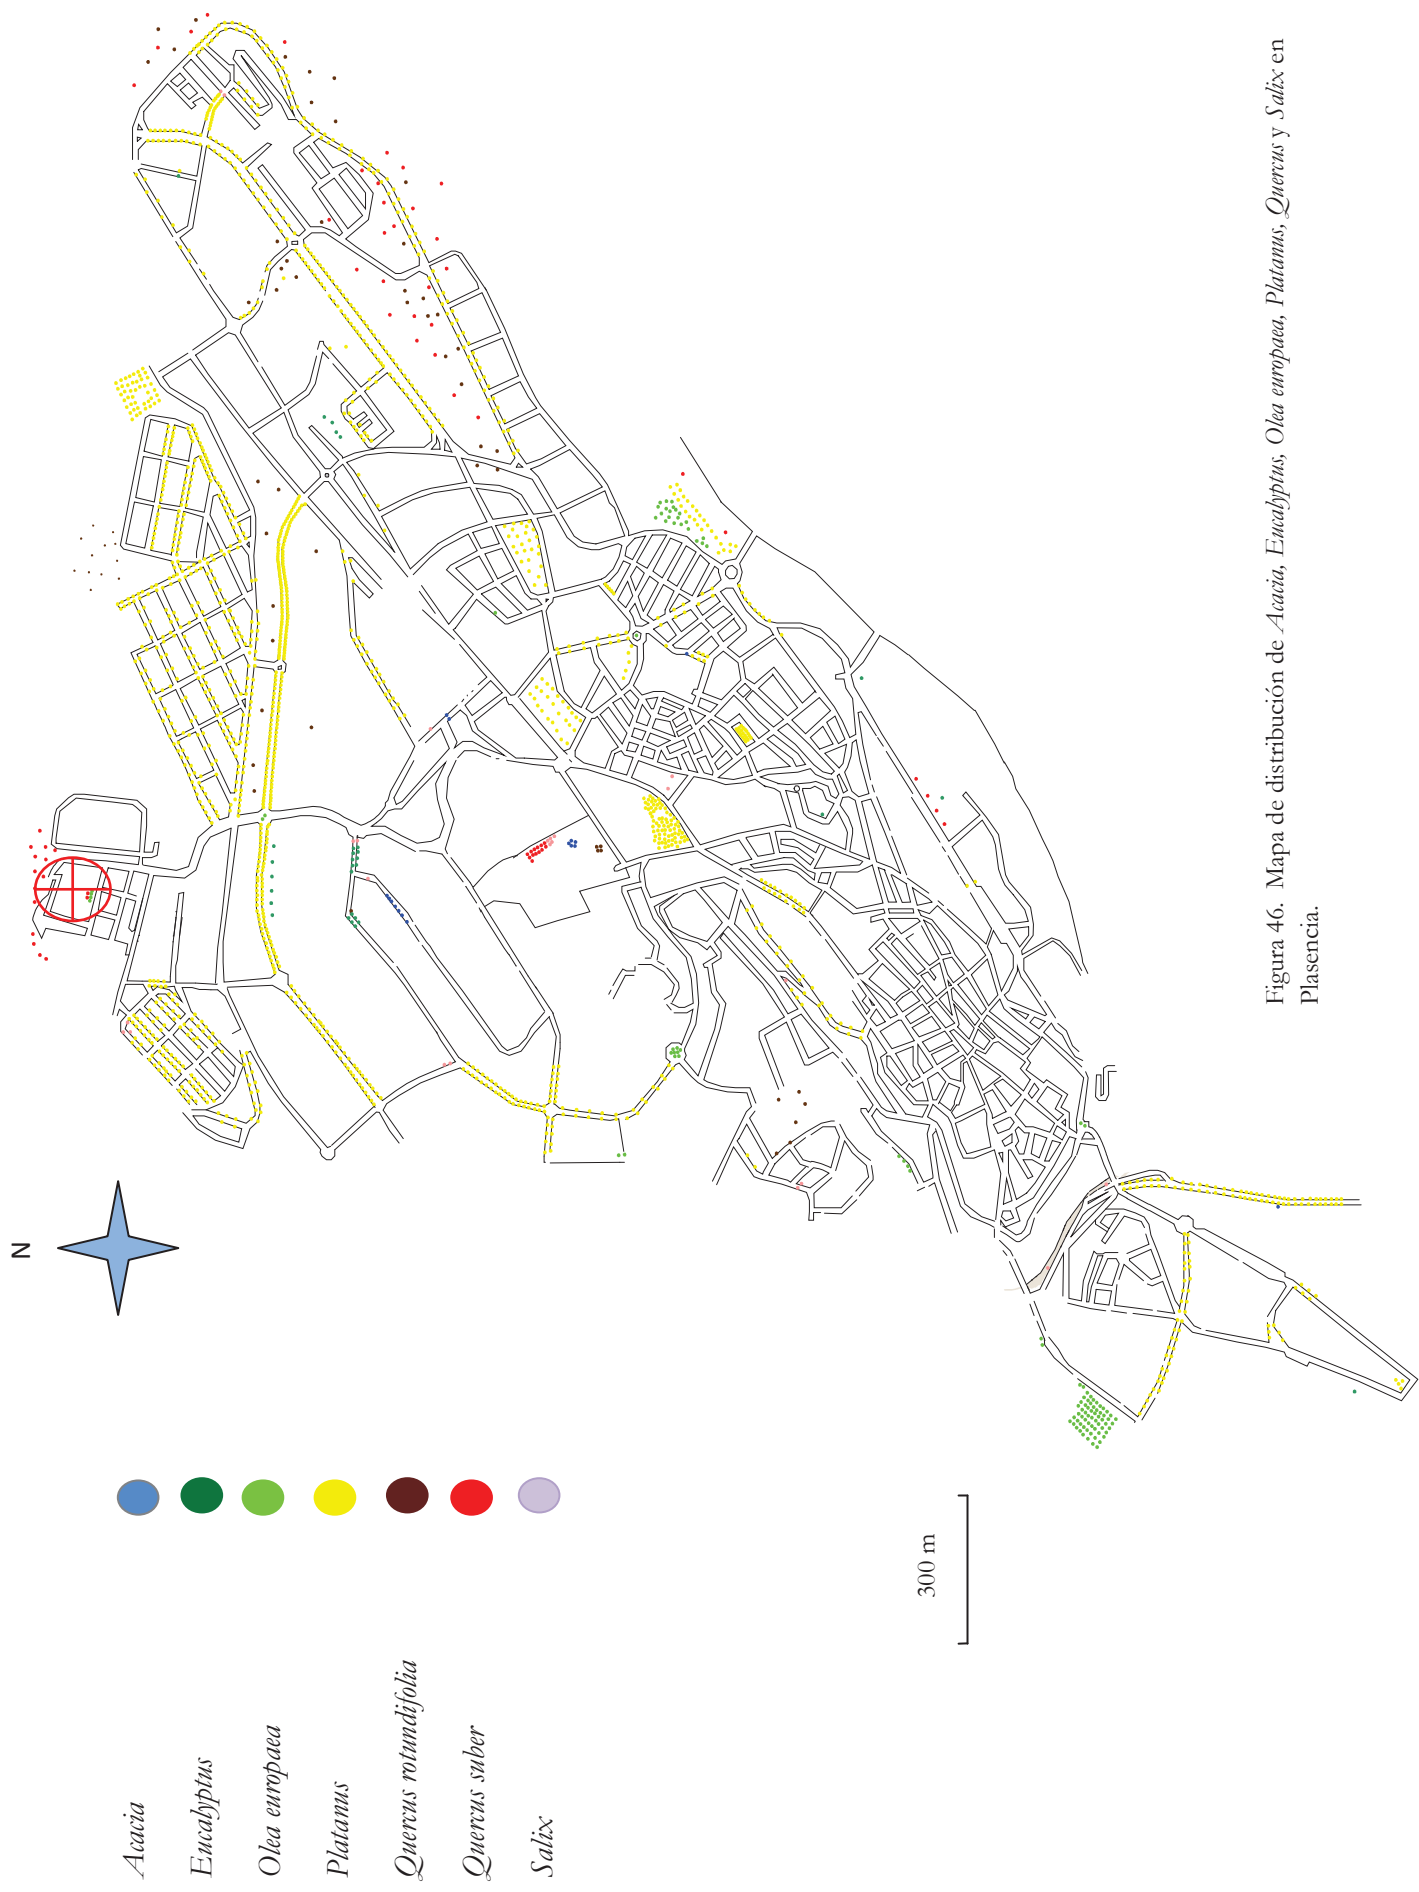 N
Acacia
Eucalyptus
Olea europaea
Platanus
Quercus rotundifolia
Quercus suber
Salix
300 m
Figura 46. Mapa de distribución de Acacia, Eucalyptus, Olea europaea, Platanus, Quercus y Salix en
Plasencia.